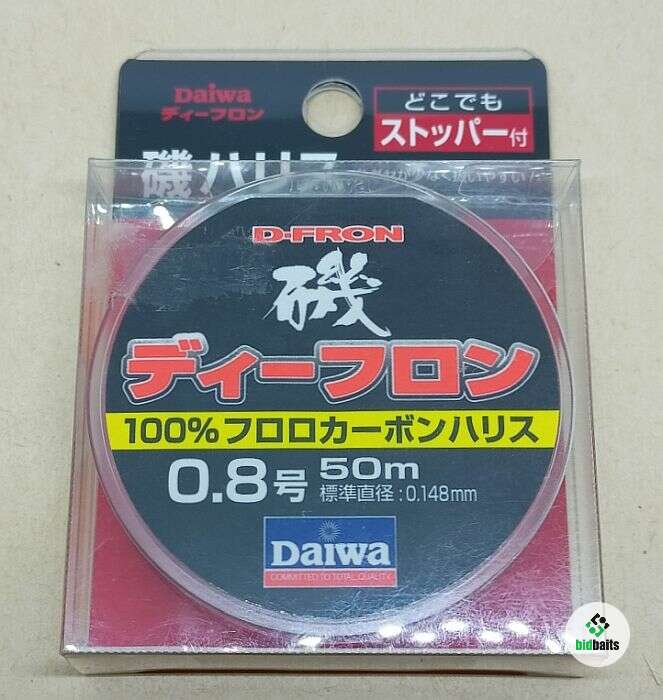 Daiwa
ディーフロン
どこでも
ストッパー付
磯ハリス
D-FRON
磯
ディーフロン
100%フロロカーボンハリス
0.8号 50m
標準直径:0.148mm
Daiwa
COMMITTED TO TOTAL QUALITY
bidbaits